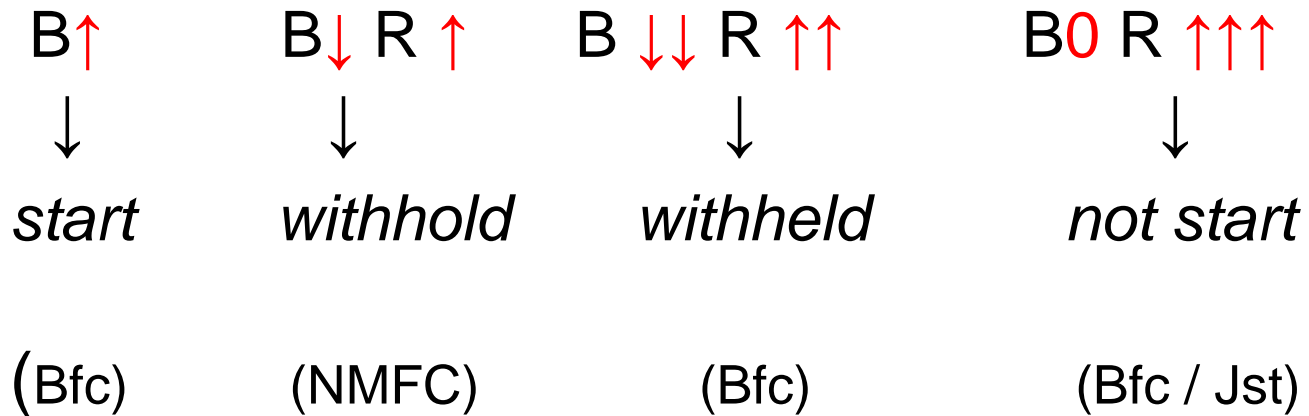 B↑ B↓ R ↑ B ↓↓ R ↑↑ B0 R ↑↑↑
↓ ↓ ↓ ↓
start withhold withheld not start
(Bfc) (NMFC) (Bfc) (Bfc / Jst)